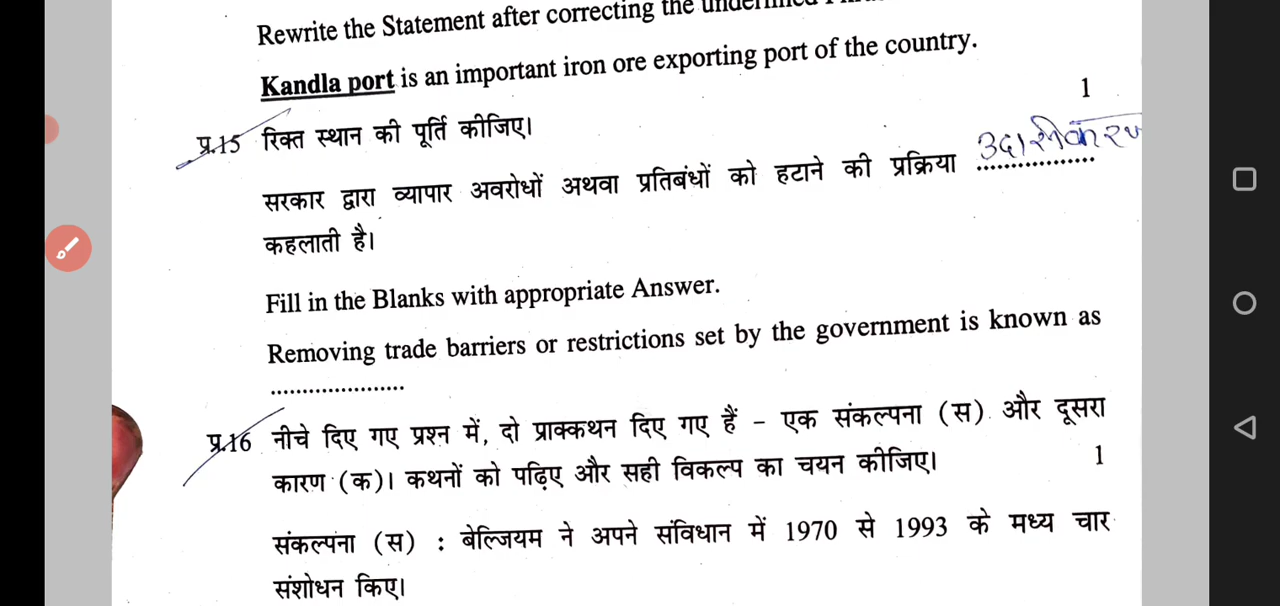 Rewrite the Statement after correcting the
Kandla port is an important iron ore exporting port of the country.
1
प्र.15 रिक्त स्थान की पूर्ति कीजिए।
सरकार द्वारा व्यापार अवरोधों अथवा प्रतिबंधों को हटाने की प्रक्रिया ....................
कहलाती है।
Fill in the Blanks with appropriate Answer.
Removing trade barriers or restrictions set by the government is known as
......................
प्र.16 नीचे दिए गए प्रश्न में, दो प्राक्कथन दिए गए हैं – एक संकल्पना (स) और दूसरा
कारण (क)। कथनों को पढ़िए और सही विकल्प का चयन कीजिए। 1
संकल्पंना (स) : बेल्जियम ने अपने संविधान में 1970 से 1993 के मध्य चार
संशोधन किए।